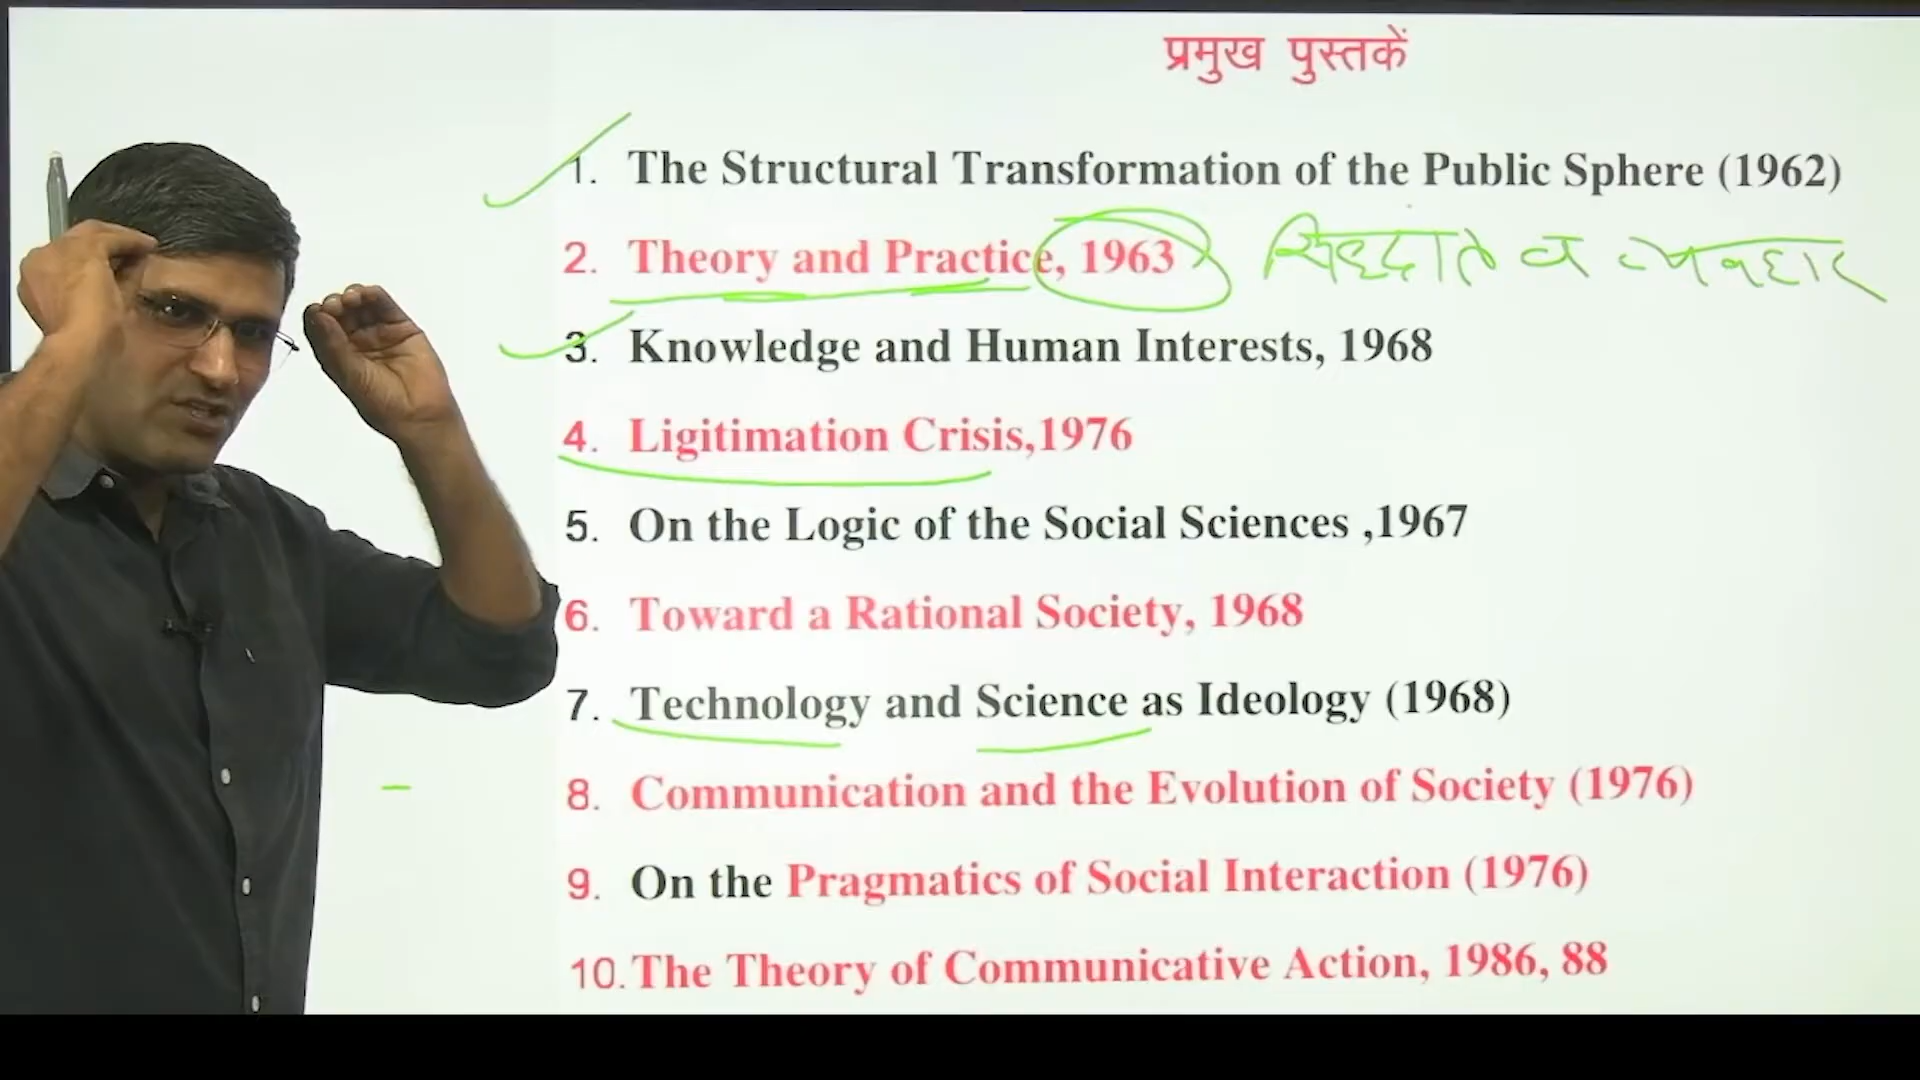 प्रमुख पुस्तकें
1. The Structural Transformation of the Public Sphere (1962)
2. Theory and Practice, 1963 सिद्धांत व व्यवहार
3. Knowledge and Human Interests, 1968
4. Ligitimation Crisis,1976
5. On the Logic of the Social Sciences ,1967
6. Toward a Rational Society, 1968
7. Technology and Science as Ideology (1968)
8. Communication and the Evolution of Society (1976)
9. On the Pragmatics of Social Interaction (1976)
10. The Theory of Communicative Action, 1986, 88